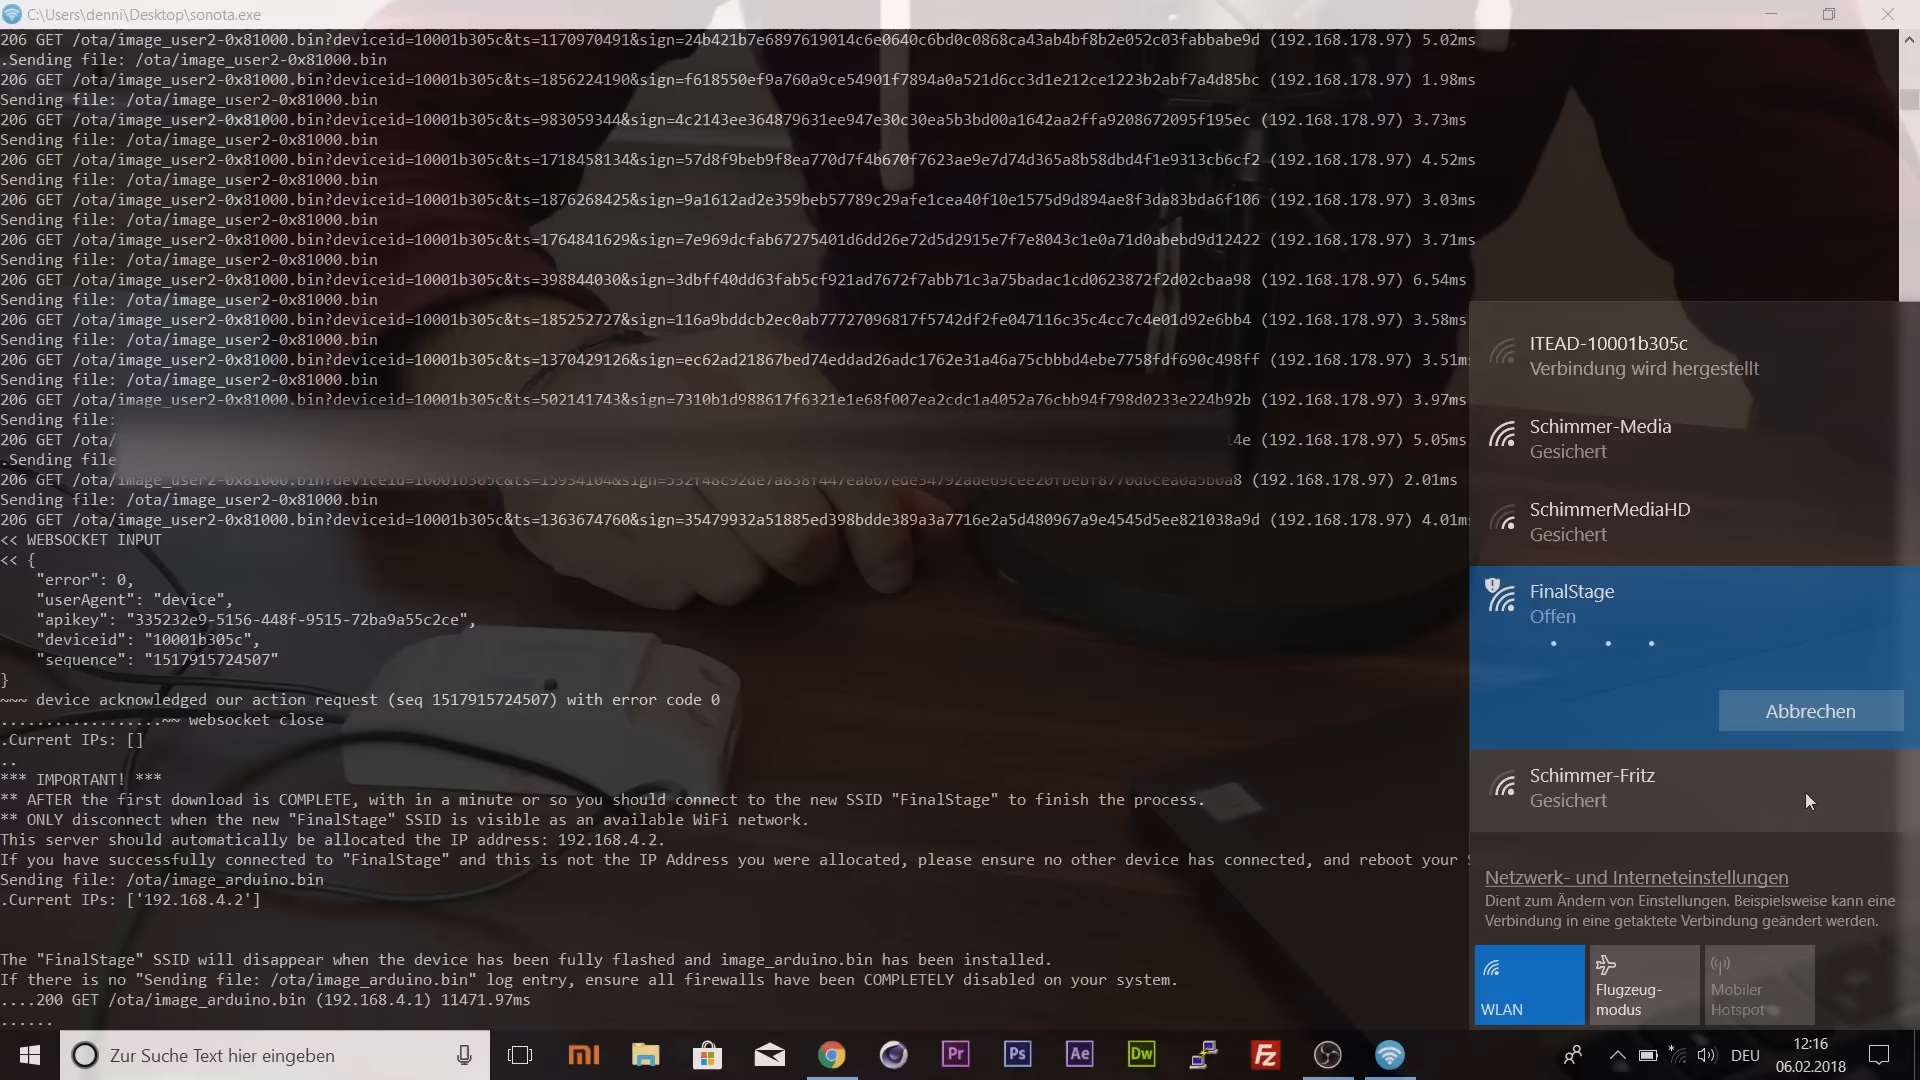 C:\Users\denni\Desktop\sonota.exe
206 GET /ota/image_user2-0x81000.bin?deviceid=10001b305c&ts=1170970491&sign=24b421b7e6897619014c6e0640c6bd0c0868ca43ab4bf8b2e052c03fabbabe9d (192.168.178.97) 5.02ms
.Sending file: /ota/image_user2-0x81000.bin
206 GET /ota/image_user2-0x81000.bin?deviceid=10001b305c&ts=1856224190&sign=f618550ef9a760a9ce54901f7894a0a521d6cc3d1e212ce1223b2abf7a4d85bc (192.168.178.97) 1.98ms
Sending file: /ota/image_user2-0x81000.bin
206 GET /ota/image_user2-0x81000.bin?deviceid=10001b305c&ts=983059344&sign=4c2143ee364879631ee947e30c30ea5b3bd00a1642aa2ffa9208672095f195ec (192.168.178.97) 3.73ms
Sending file: /ota/image_user2-0x81000.bin
206 GET /ota/image_user2-0x81000.bin?deviceid=10001b305c&ts=1718458134&sign=57d8f9beb9f8ea770d7f4b670f7623ae9e7d74d365a8b58dbd4f1e9313cb6cf2 (192.168.178.97) 4.52ms
Sending file: /ota/image_user2-0x81000.bin
206 GET /ota/image_user2-0x81000.bin?deviceid=10001b305c&ts=1876268425&sign=9a1612ad2e359beb57789c29afe1cea40f10e1575d9d894ae8f3da83bda6f106 (192.168.178.97) 3.03ms
Sending file: /ota/image_user2-0x81000.bin
206 GET /ota/image_user2-0x81000.bin?deviceid=10001b305c&ts=1764841629&sign=7e969dcfab67275401d6dd26e72d5d2915e7f7e8043c1e0a71d0abebd9d12422 (192.168.178.97) 3.71ms
Sending file: /ota/image_user2-0x81000.bin
206 GET /ota/image_user2-0x81000.bin?deviceid=10001b305c&ts=398844030&sign=3dbff40dd63fab5cf921ad7672f7abb71c3a75badac1cd0623872f2d02cbaa98 (192.168.178.97) 6.54ms
Sending file: /ota/image_user2-0x81000.bin
206 GET /ota/image_user2-0x81000.bin?deviceid=10001b305c&ts=185252727&sign=116a9bddcb2ec0ab77727096817f5742df2fe047116c35c4cc7c4e01d92e6bb4 (192.168.178.97) 3.58ms
Sending file: /ota/image_user2-0x81000.bin
206 GET /ota/image_user2-0x81000.bin?deviceid=10001b305c&ts=1370429126&sign=ec62ad21867bed74eddad26adc1762e31a46a75cbbbd4ebe7758fdf690c498ff (192.168.178.97) 3.51m
Sending file: /ota/image_user2-0x81000.bin
206 GET /ota/image_user2-0x81000.bin?deviceid=10001b305c&ts=502141743&sign=7310b1d988617f6321e1e68f007ea2cdc1a4052a76cbb94f798d0233e224b92b (192.168.178.97) 3.97ms
Sending file:
206 GET /ota/ 4e (192.168.178.97) 5.05ms
.Sending file
206 GET /ota/ (192.168.178.97) 2.01ms
Sending file: /ota/image_user2-0x81000.bin
206 GET /ota/image_user2-0x81000.bin?deviceid=10001b305c&ts=1363674760&sign=35479932a51885ed398bdde389a3a7716e2a5d480967a9e4545d5ee821038a9d (192.168.178.97) 4.01m
<< WEBSOCKET INPUT
<< {
"error": 0,
"userAgent": "device",
"apikey": "335232e9-5156-448f-9515-72ba9a55c2ce",
"deviceid": "10001b305c",
"sequence": "1517915724507"
}
~~~ device acknowledged our action request (seq 1517915724507) with error code 0
..................~~ websocket close
.Current IPs: []
..
*** IMPORTANT! ***
** AFTER the first download is COMPLETE, with in a minute or so you should connect to the new SSID "FinalStage" to finish the process.
** ONLY disconnect when the new "FinalStage" SSID is visible as an available WiFi network.
This server should automatically be allocated the IP address: 192.168.4.2.
If you have successfully connected to "FinalStage" and this is not the IP Address you were allocated, please ensure no other device has connected, and reboot your
Sending file: /ota/image_arduino.bin
.Current IPs: ['192.168.4.2']
The "FinalStage" SSID will disappear when the device has been fully flashed and image_arduino.bin has been installed.
If there is no "Sending file: /ota/image_arduino.bin" log entry, ensure all firewalls have been COMPLETELY disabled on your system.
....200 GET /ota/image_arduino.bin (192.168.4.1) 11471.97ms
......
ITEAD-10001b305c
Verbindung wird hergestellt
Schimmer-Media
Gesichert
SchimmerMediaHD
Gesichert
FinalStage
Offen
Abbrechen
Schimmer-Fritz
Gesichert
Netzwerk- und Interneteinstellungen
Dient zum Ändern von Einstellungen. Beispielsweise kann eine
Verbindung in eine getaktete Verbindung geändert werden.
WLAN
Flugzeug-
modus
Mobiler
Hotspot
Zur Suche Text hier eingeben
mi
Pr
Ps
Ae
Dw
Fz
DEU
12:16
06.02.2018